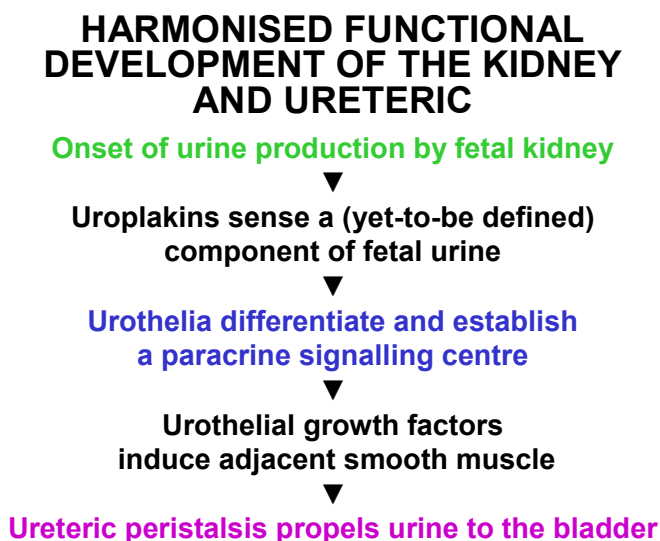 HARMONISED FUNCTIONAL
DEVELOPMENT OF THE KIDNEY
AND URETERIC
Onset of urine production by fetal kidney
▼
Uroplakins sense a (yet-to-be defined)
component of fetal urine
▼
Urothelia differentiate and establish
a paracrine signalling centre
▼
Urothelial growth factors
induce adjacent smooth muscle
▼
Ureteric peristalsis propels urine to the bladder